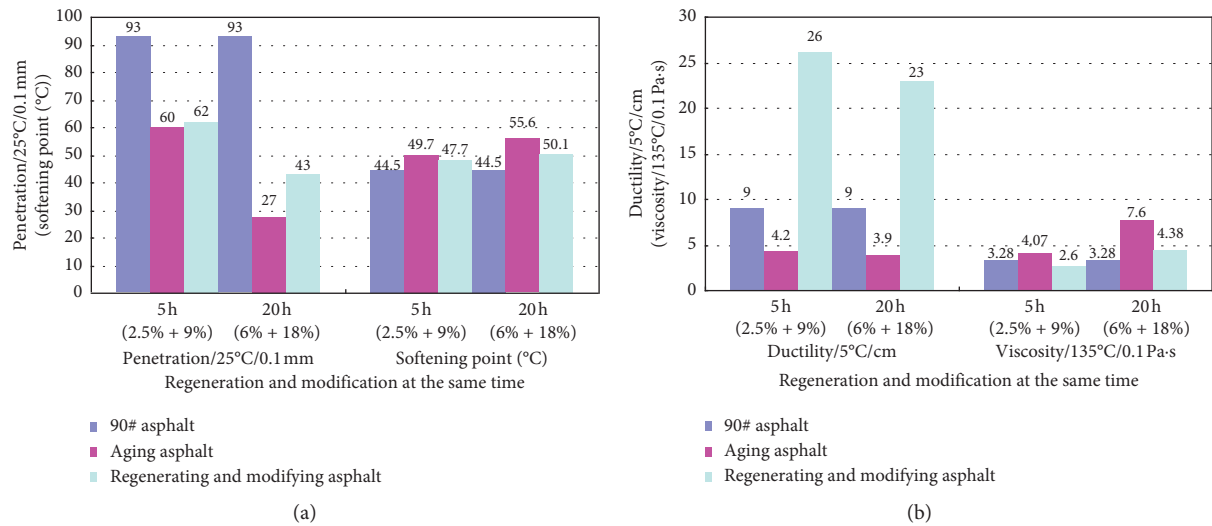 Penetration/25°C/0.1 mm
(softening point (°C))
100
90
80
70
60
50
40
30
20
10
0
93
60
62
93
27
43
44.5
49.7
47.7
44.5
55.6
50.1
5 h
20 h
5 h
20 h
(2.5% + 9%)
(6% + 18%)
(2.5% + 9%)
(6% + 18%)
Penetration/25°C/0.1 mm
Softening point (°C)
Regeneration and modification at the same time
90# asphalt
Aging asphalt
Regenerating and modifying asphalt
(a)
Ductility/5°C/cm
(viscosity/135°C/0.1 Pa·s)
30
25
20
15
10
5
0
9
4.2
26
9
3.9
23
3.28
4.07
2.6
3.28
7.6
4.38
5 h
20 h
5 h
20 h
(2.5% + 9%)
(6% + 18%)
(2.5% + 9%)
(6% + 18%)
Ductility/5°C/cm
Viscosity/135°C/0.1 Pa·s
Regeneration and modification at the same time
90# asphalt
Aging asphalt
Regenerating and modifying asphalt
(b)